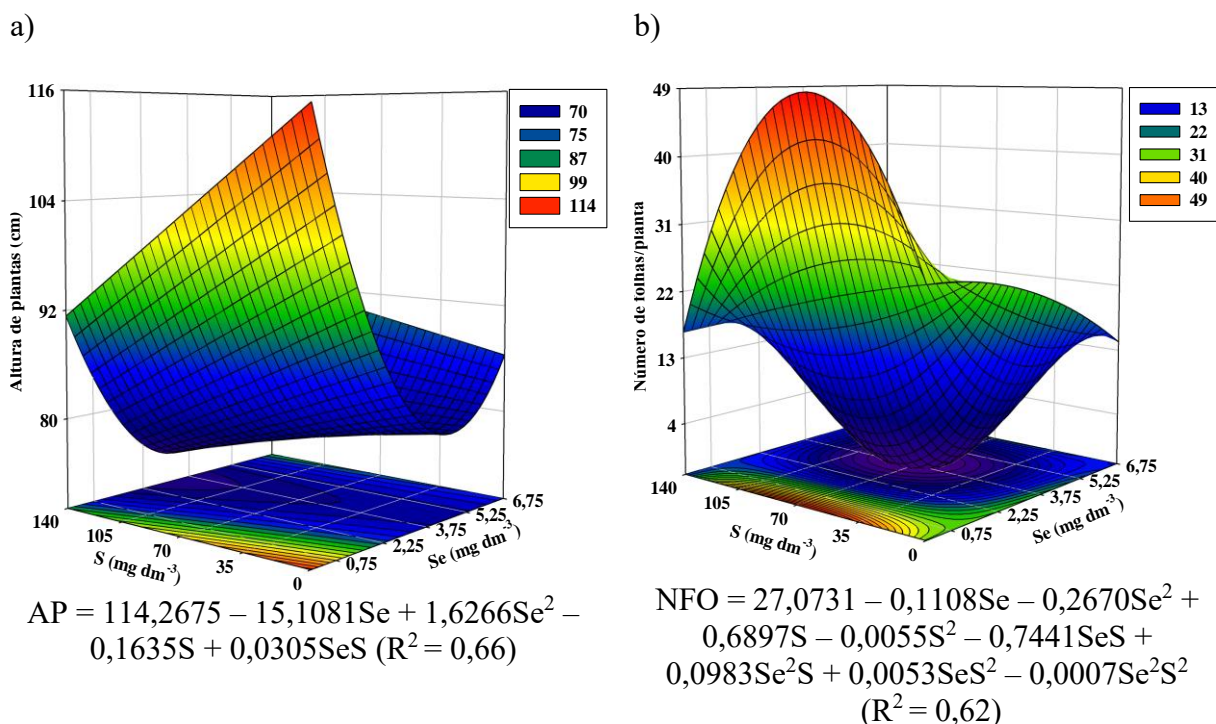 a)
116
104
92
80
Altura de plantas (cm)
70
75
87
99
114
140
105
70
35
0
S (mg dm⁻³)
0,75
2,25
3,75
5,25
6,75
Se (mg dm⁻³)
AP = 114,2675 – 15,1081Se + 1,6266Se² –
0,1635S + 0,0305SeS (R² = 0,66)
b)
49
40
31
22
13
4
Número de folhas/planta
13
22
31
40
49
140
105
70
35
0
S (mg dm⁻³)
0,75
2,25
3,75
5,25
6,75
Se (mg dm⁻³)
NFO = 27,0731 – 0,1108Se – 0,2670Se² +
0,6897S – 0,0055S² – 0,7441SeS +
0,0983Se²S + 0,0053SeS² – 0,0007Se²S²
(R² = 0,62)